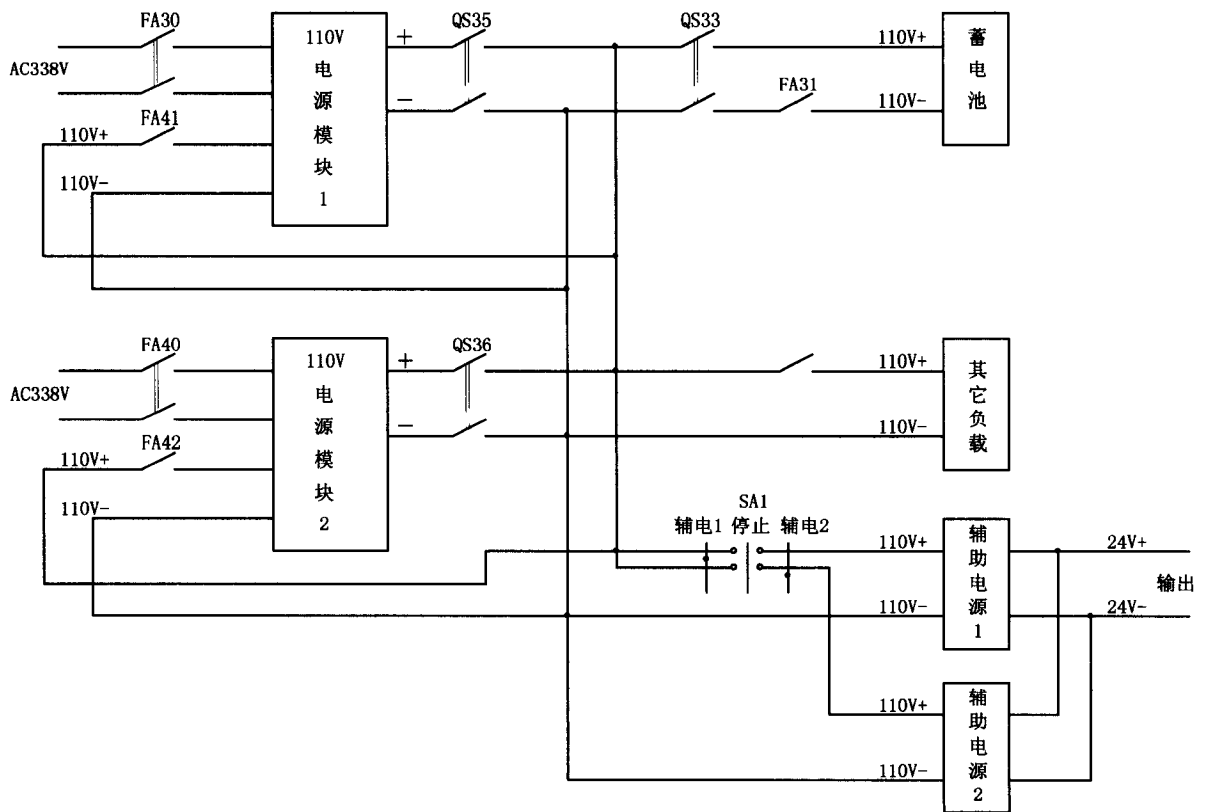 FA30
AC338V
FA41
110V+
110V-
110V
电源模块
1
+
-
QS35
QS33
FA31
110V+
110V-
蓄电池
FA40
AC338V
FA42
110V+
110V-
110V
电源模块
2
+
-
QS36
110V+
110V-
其它负载
SA1
辅电1 停止 辅电2
110V+
110V-
辅助电源1
24V+
输出
24V-
110V+
110V-
辅助电源2